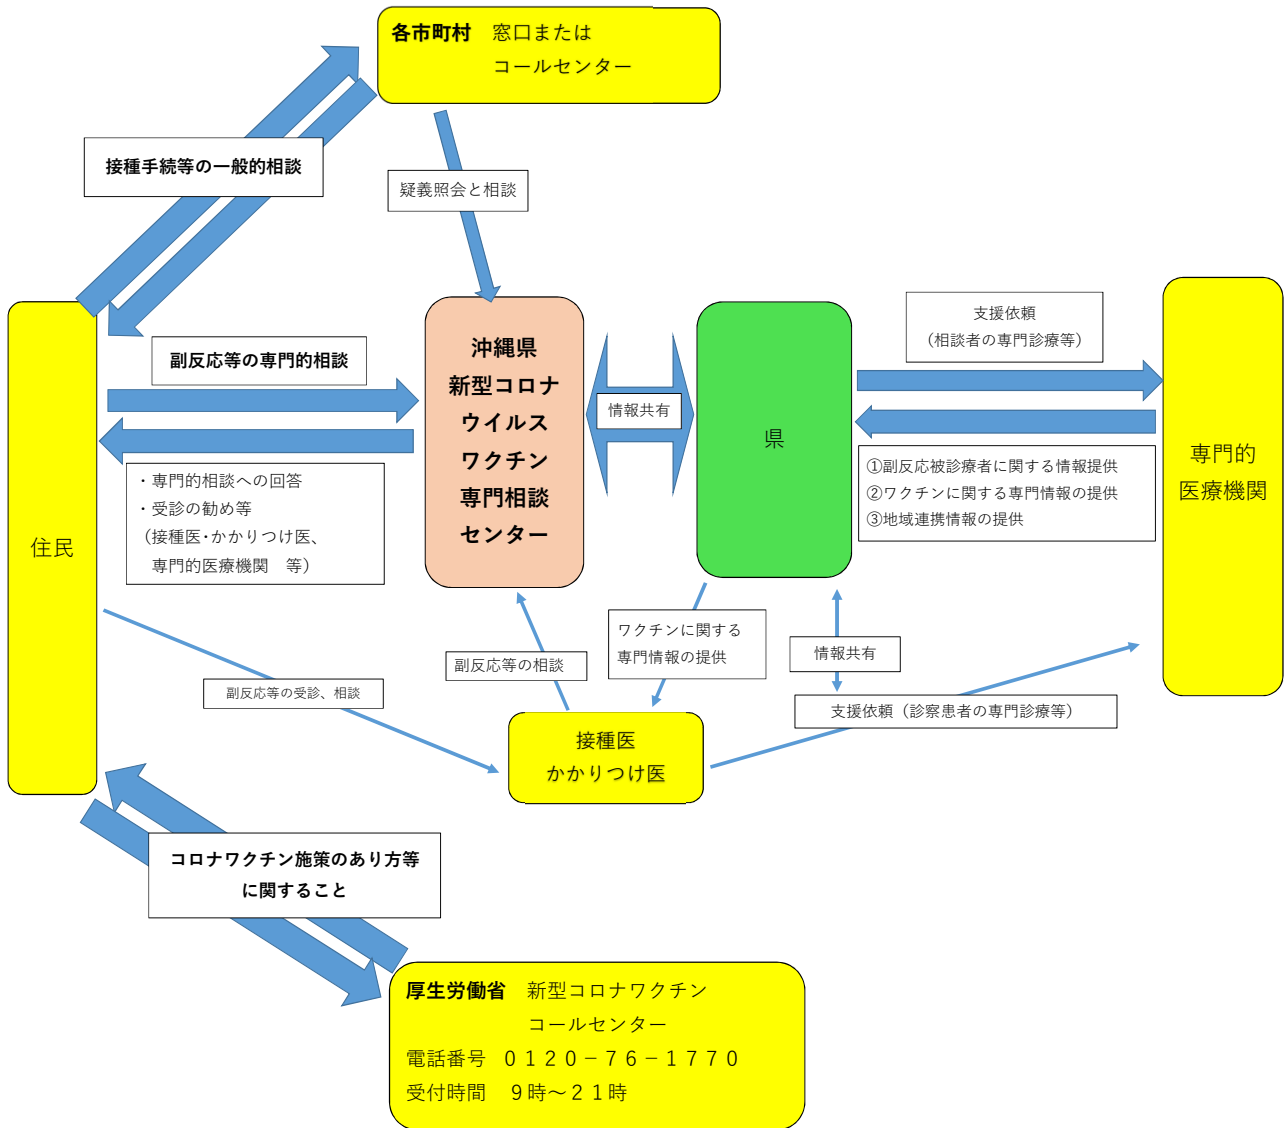 各市町村　窓口または
コールセンター
接種手続等の一般的相談
疑義照会と相談
副反応等の専門的相談
沖縄県
新型コロナ
ウイルス
ワクチン
専門相談
センター
情報共有
県
支援依頼
（相談者の専門診療等）
①副反応被診療者に関する情報提供
②ワクチンに関する専門情報の提供
③地域連携情報の提供
専門的
医療機関
住民
・専門的相談への回答
・受診の勧め等
（接種医・かかりつけ医、
専門的医療機関　等）
副反応等の受診、相談
副反応等の相談
ワクチンに関する
専門情報の提供
情報共有
支援依頼（診察患者の専門診療等）
接種医
かかりつけ医
コロナワクチン施策のあり方等
に関すること
厚生労働省　新型コロナワクチン
コールセンター
電話番号　０１２０－７６－１７７０
受付時間　９時～２１時